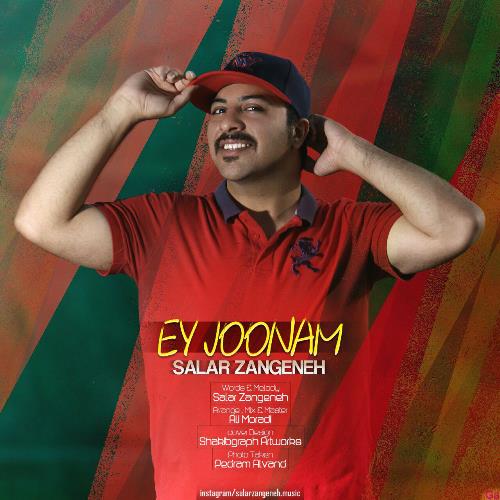 EY JOONAM
SALAR ZANGENEH
Words & Melody
Salar Zangeneh
Arange . Mix & Master
Ali Moradi
cover Design
Shakibgraph Artworks
Photo Taken
Pedram Alvand
instagram/salarzangeneh.music